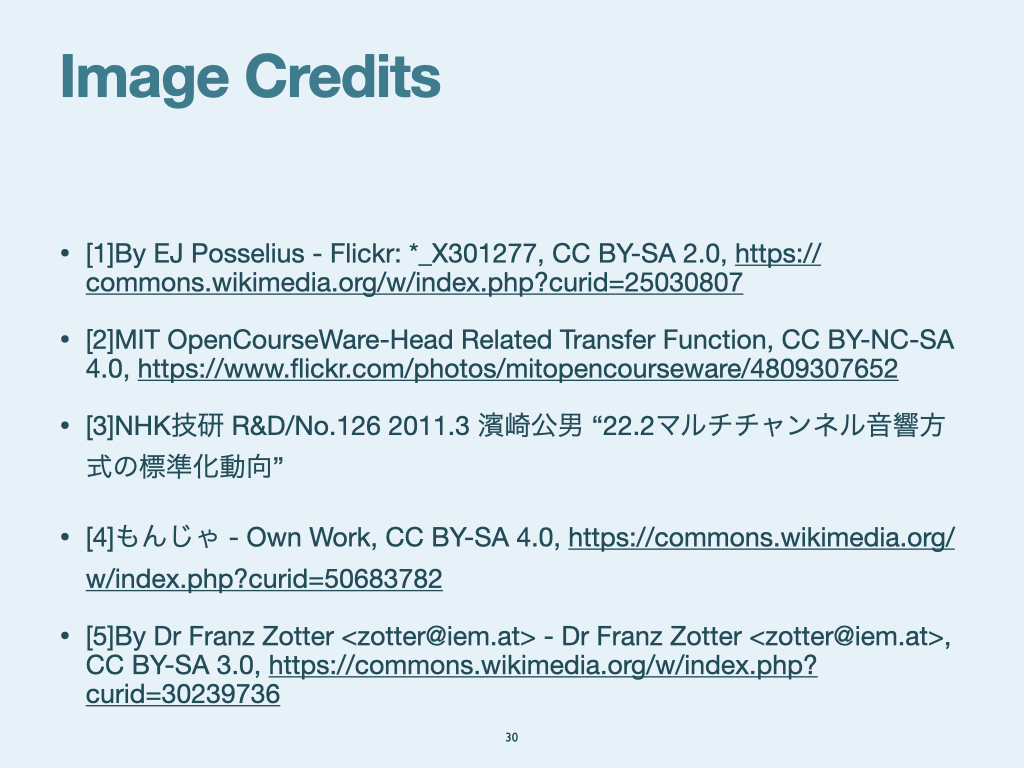 Image Credits
• [1]By EJ Posselius - Flickr: *_X301277, CC BY-SA 2.0, https://
commons.wikimedia.org/w/index.php?curid=25030807
• [2]MIT OpenCourseWare-Head Related Transfer Function, CC BY-NC-SA
4.0, https://www.flickr.com/photos/mitopencourseware/4809307652
• [3]NHK技研 R&D/No.126 2011.3 濱崎公男 “22.2マルチチャンネル音響方
式の標準化動向”
• [4]もんじゃ - Own Work, CC BY-SA 4.0, https://commons.wikimedia.org/
w/index.php?curid=50683782
• [5]By Dr Franz Zotter <zotter@iem.at> - Dr Franz Zotter <zotter@iem.at>,
CC BY-SA 3.0, https://commons.wikimedia.org/w/index.php?
curid=30239736
30